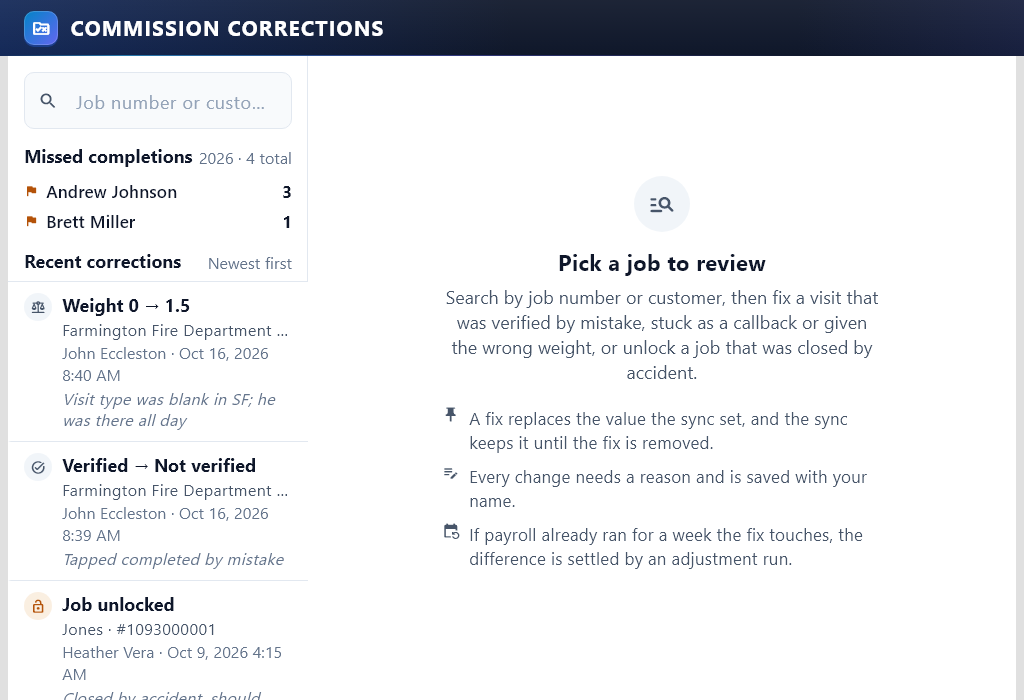 COMMISSION CORRECTIONS
Job number or custo...
Missed completions 2026 · 4 total
Andrew Johnson 3
Brett Miller 1
Recent corrections Newest first
Weight 0 → 1.5
Farmington Fire Department ...
John Eccleston · Oct 16, 2026
8:40 AM
Visit type was blank in SF; he
was there all day
Verified → Not verified
Farmington Fire Department ...
John Eccleston · Oct 16, 2026
8:39 AM
Tapped completed by mistake
Job unlocked
Jones · #1093000001
Heather Vera · Oct 9, 2026 4:15
AM
Closed by accident, should
Pick a job to review
Search by job number or customer, then fix a visit that
was verified by mistake, stuck as a callback or given
the wrong weight, or unlock a job that was closed by
accident.
A fix replaces the value the sync set, and the sync
keeps it until the fix is removed.
Every change needs a reason and is saved with your
name.
If payroll already ran for a week the fix touches, the
difference is settled by an adjustment run.